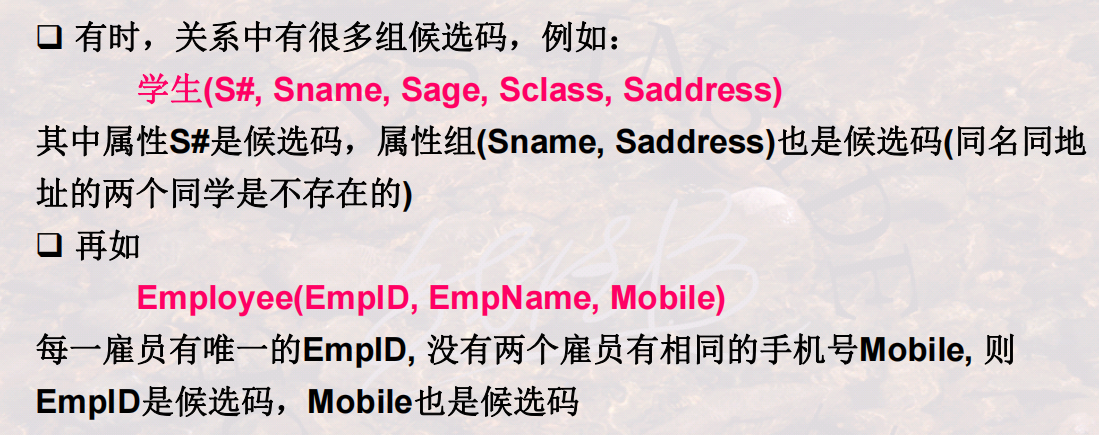 ❑ 有时，关系中有很多组候选码，例如：
学生(S#, Sname, Sage, Sclass, Saddress)
其中属性S#是候选码，属性组(Sname, Saddress)也是候选码(同名同地
址的两个同学是不存在的)
❑ 再如
Employee(EmpID, EmpName, Mobile)
每一雇员有唯一的EmpID, 没有两个雇员有相同的手机号Mobile, 则
EmpID是候选码，Mobile也是候选码